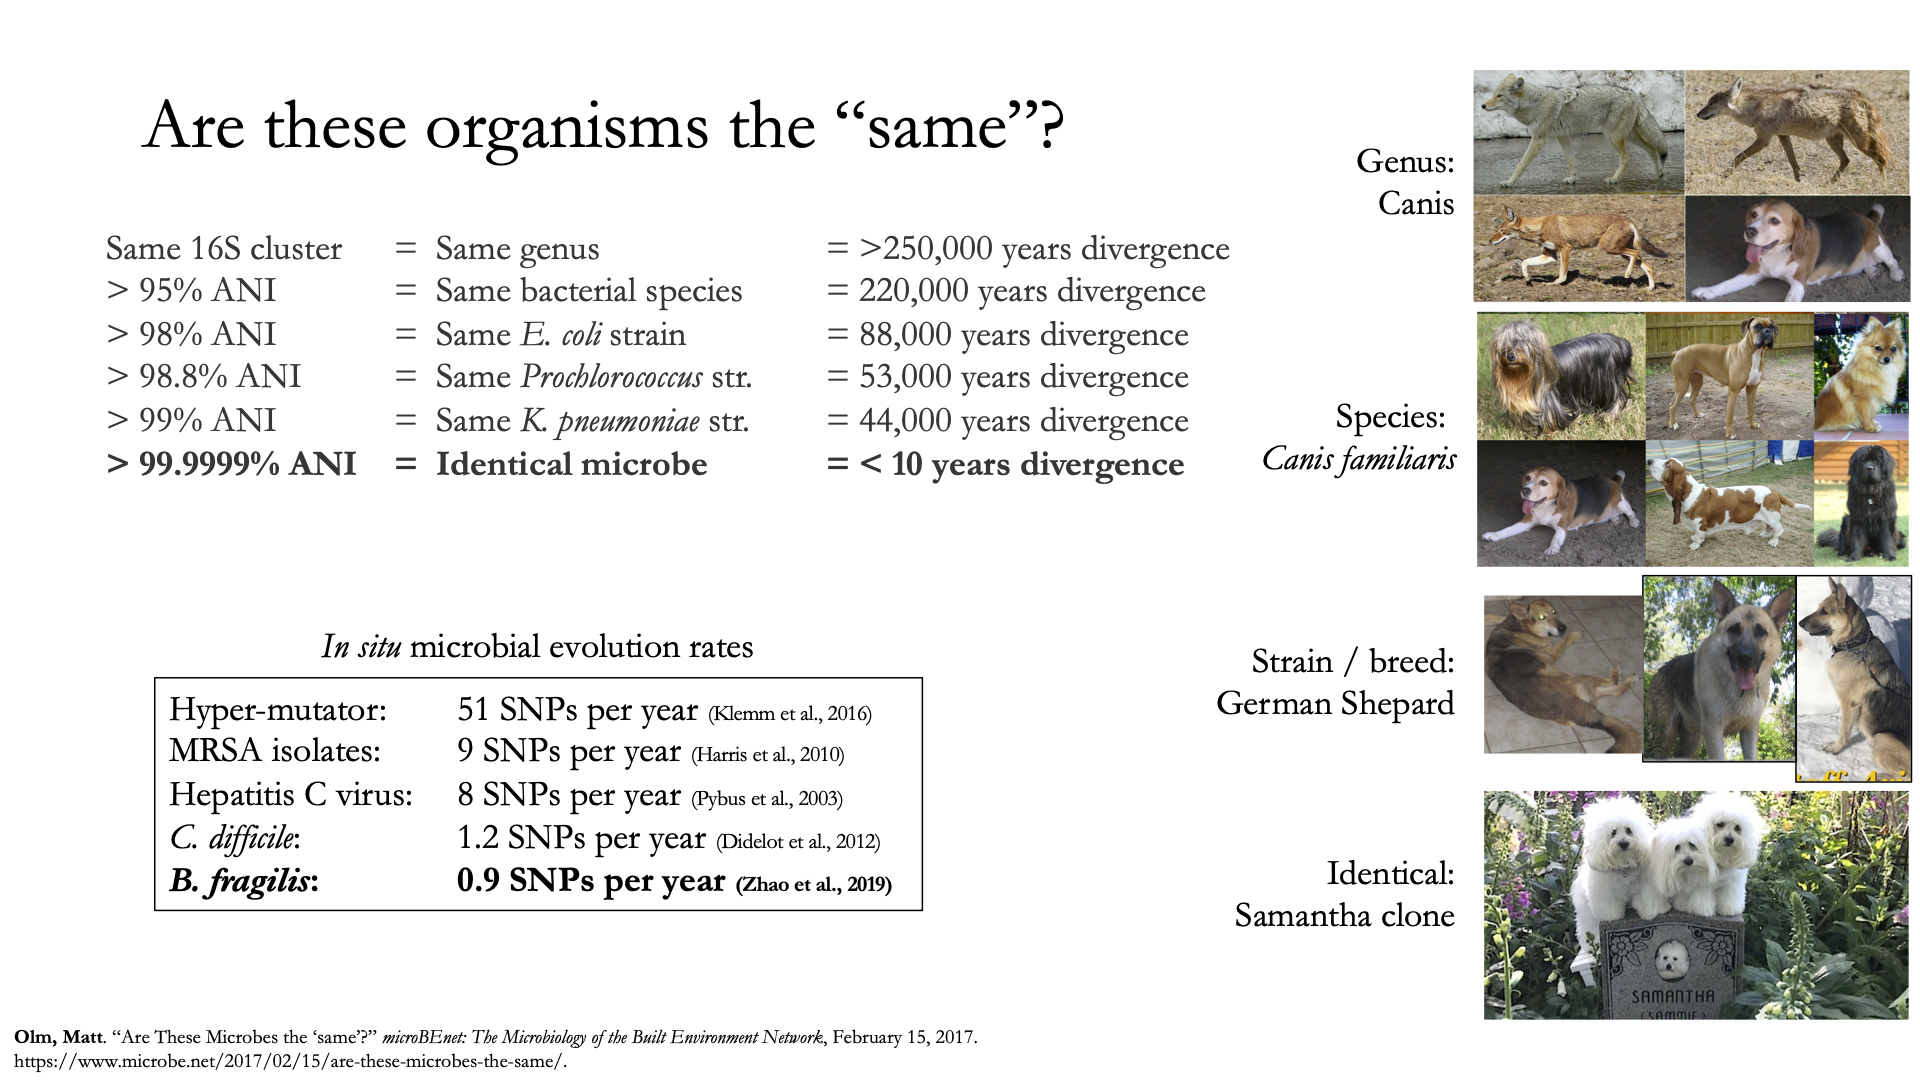 Are these organisms the “same”?
Same 16S cluster = Same genus = >250,000 years divergence
> 95% ANI = Same bacterial species = 220,000 years divergence
> 98% ANI = Same E. coli strain = 88,000 years divergence
> 98.8% ANI = Same Prochlorococcus str. = 53,000 years divergence
> 99% ANI = Same K. pneumoniae str. = 44,000 years divergence
> 99.9999% ANI = Identical microbe = < 10 years divergence
In situ microbial evolution rates
Hyper-mutator: 51 SNPs per year (Klemm et al., 2016)
MRSA isolates: 9 SNPs per year (Harris et al., 2010)
Hepatitis C virus: 8 SNPs per year (Pybus et al., 2003)
C. difficile: 1.2 SNPs per year (Didelot et al., 2012)
B. fragilis: 0.9 SNPs per year (Zhao et al., 2019)
Genus:
Canis
Species:
Canis familiaris
Strain / breed:
German Shepard
Identical:
Samantha clone
SAMANTHA
(SAMMIE)
Olm, Matt. “Are These Microbes the ‘same’?” microBEnet: The Microbiology of the Built Environment Network, February 15, 2017.
https://www.microbe.net/2017/02/15/are-these-microbes-the-same/.